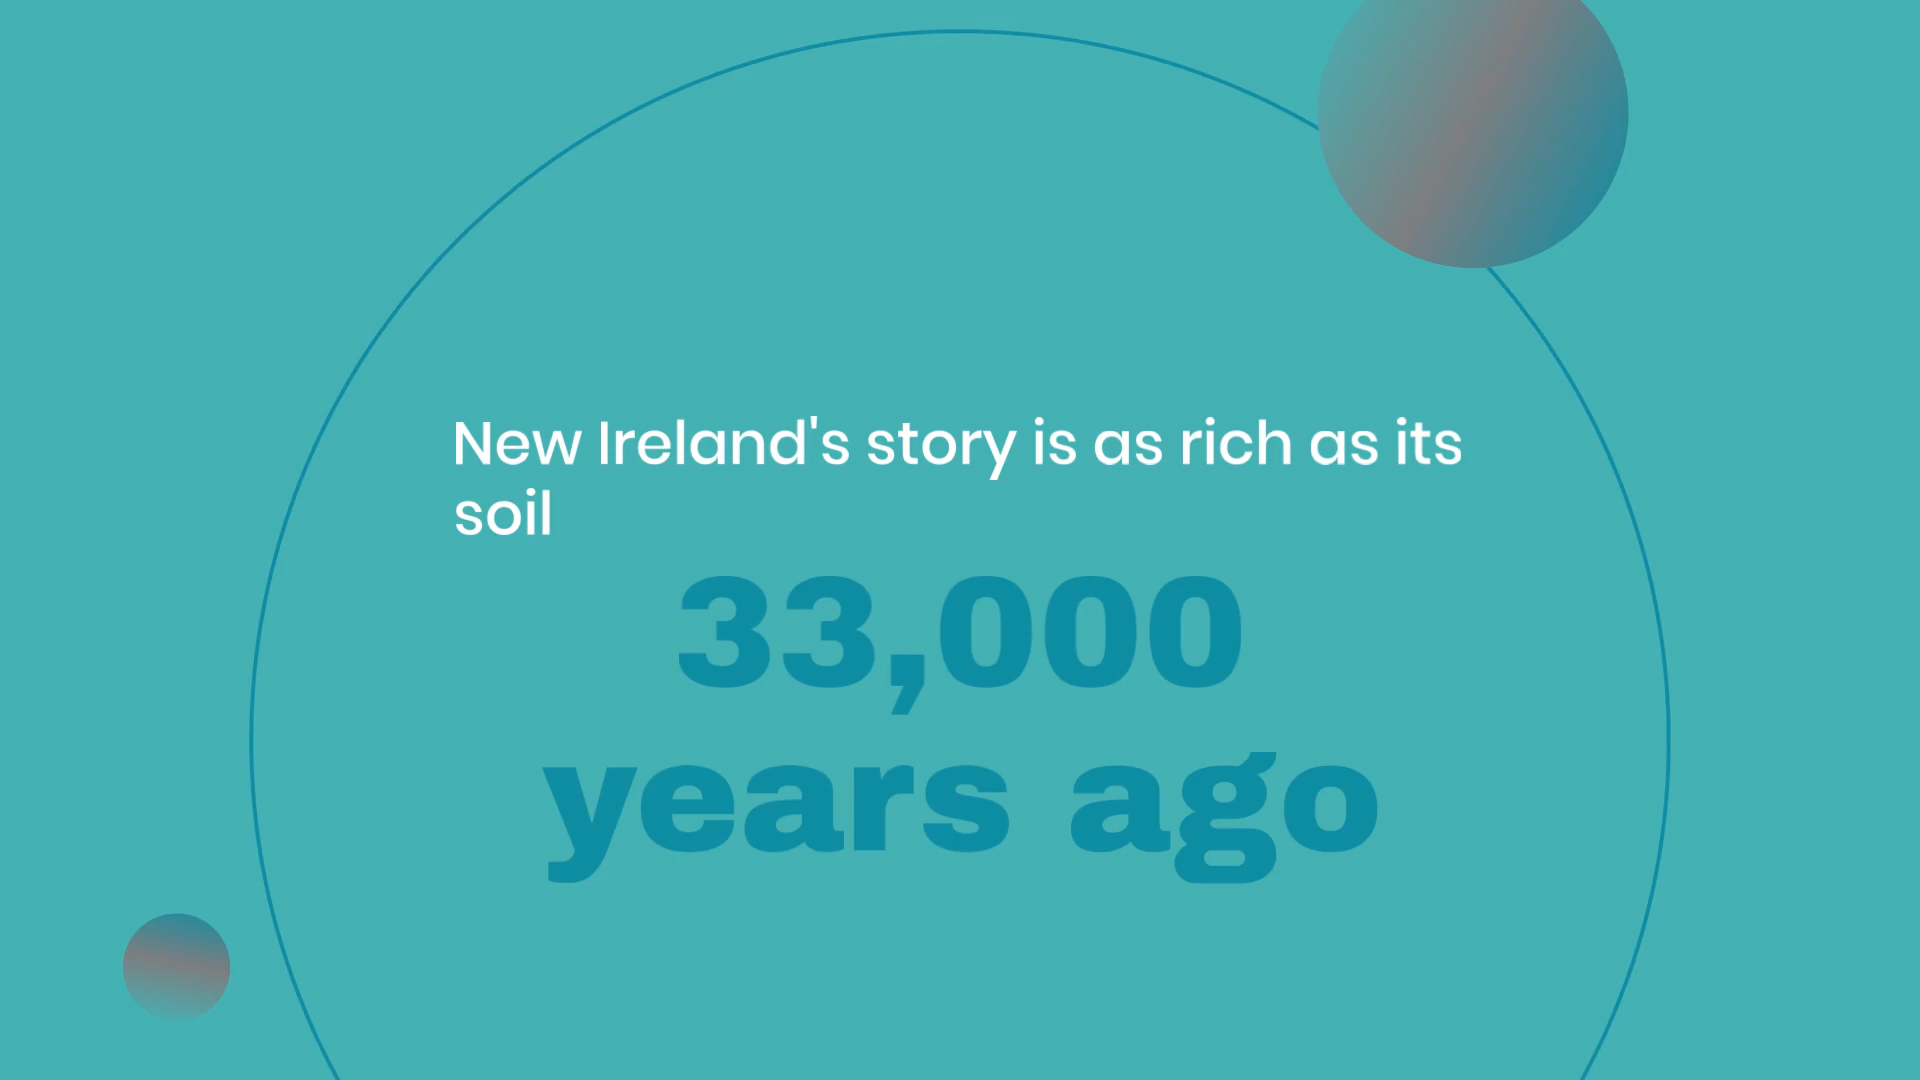 New Ireland's story is as rich as its
soil
33,000
years ago